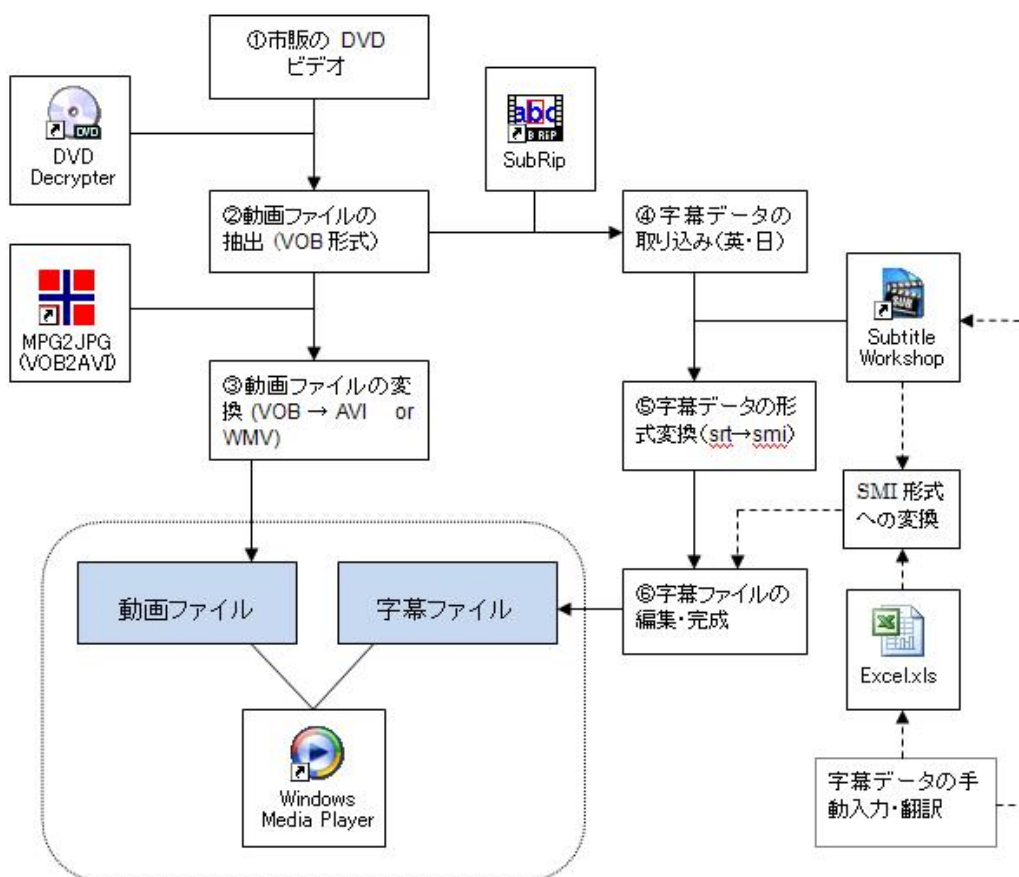 ①市販の DVD
ビデオ
DVD
DVD
Decrypter
abc
B RiP
SubRip
②動画ファイルの
抽出 (VOB 形式)
④字幕データの
取り込み(英・日)
MPG2JPG
(VOB2AVI)
Subtitle
Workshop
③動画ファイルの変
換 (VOB → AVI or
WMV)
⑤字幕データの形
式変換(srt→smi)
SMI 形式
への変換
動画ファイル
字幕ファイル
⑥字幕ファイルの
編集・完成
Excel.xls
Windows
Media Player
字幕データの手
動入力・翻訳